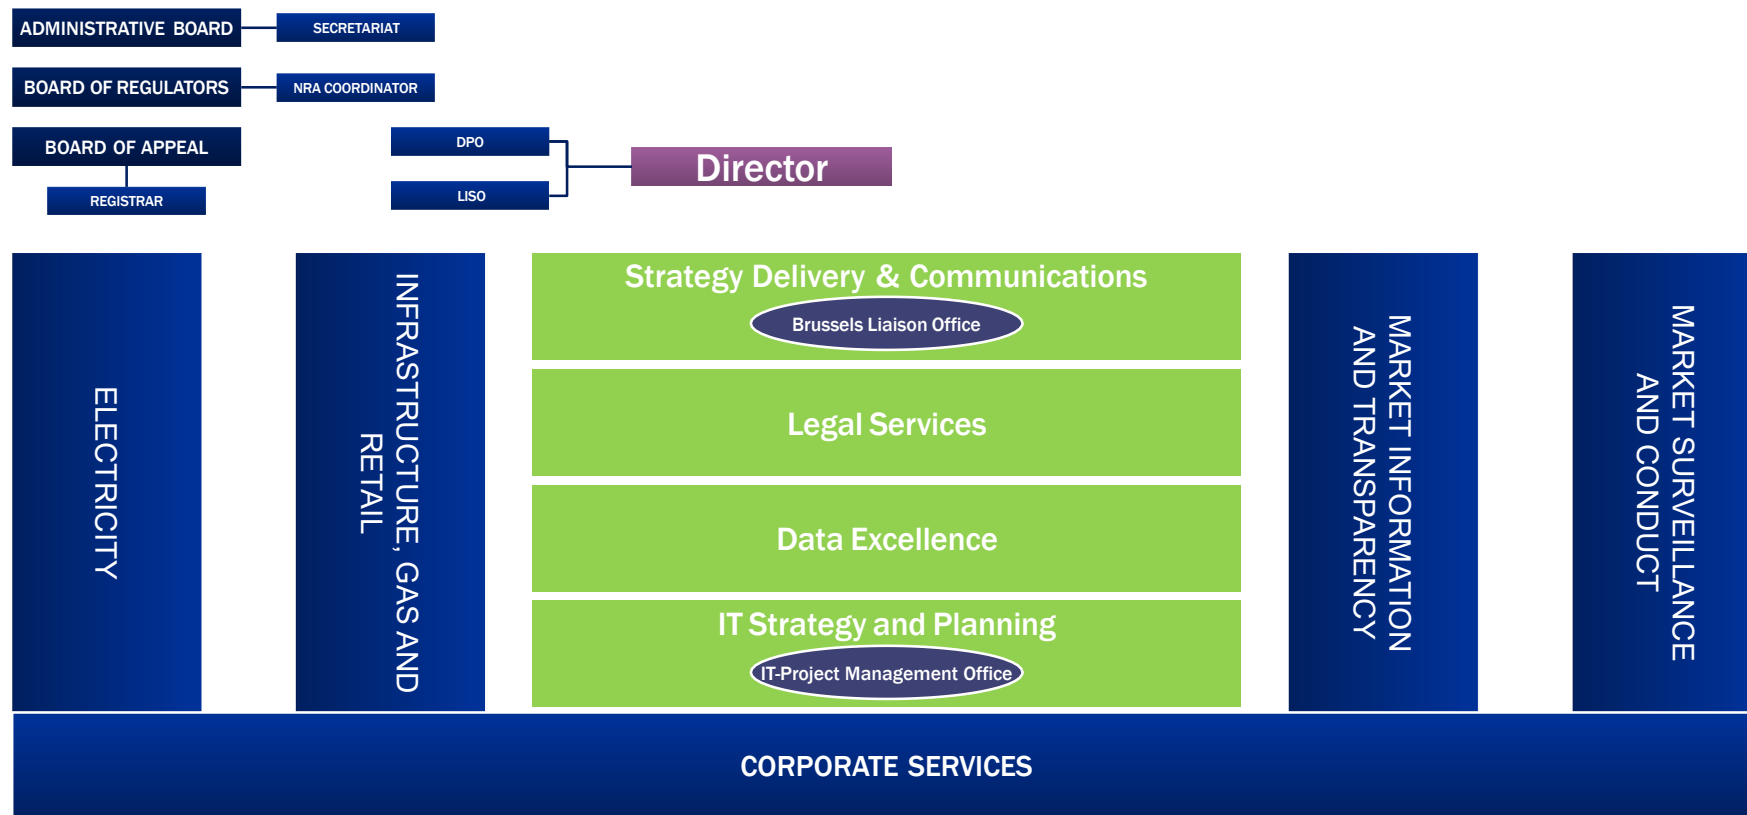 ADMINISTRATIVE BOARD
SECRETARIAT
BOARD OF REGULATORS
NRA COORDINATOR
BOARD OF APPEAL
REGISTRAR
DPO
LISO
Director
ELECTRICITY
INFRASTRUCTURE, GAS AND
RETAIL
Strategy Delivery & Communications
Brussels Liaison Office
Legal Services
Data Excellence
IT Strategy and Planning
IT-Project Management Office
MARKET INFORMATION
AND TRANSPARENCY
MARKET SURVEILLANCE
AND CONDUCT
CORPORATE SERVICES